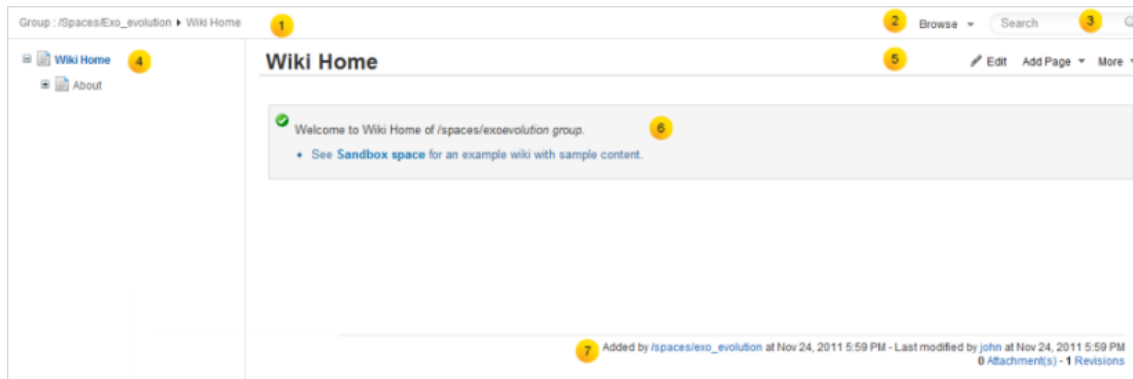 Group : /Spaces/Exo_evolution ▸ Wiki Home 1
2 Browse Search 3
Wiki Home 4
About
Wiki Home
5 Edit Add Page More
Welcome to Wiki Home of /spaces/exoevolution group. 6
• See Sandbox space for an example wiki with sample content.
7 Added by /spaces/exo_evolution at Nov 24, 2011 5:59 PM - Last modified by john at Nov 24, 2011 5:59 PM
0 Attachment(s) - 1 Revisions